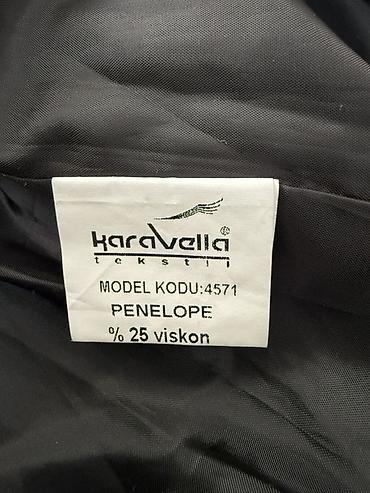 karavella
tekstil
MODEL KODU:4571
PENELOPE
% 25 viskon